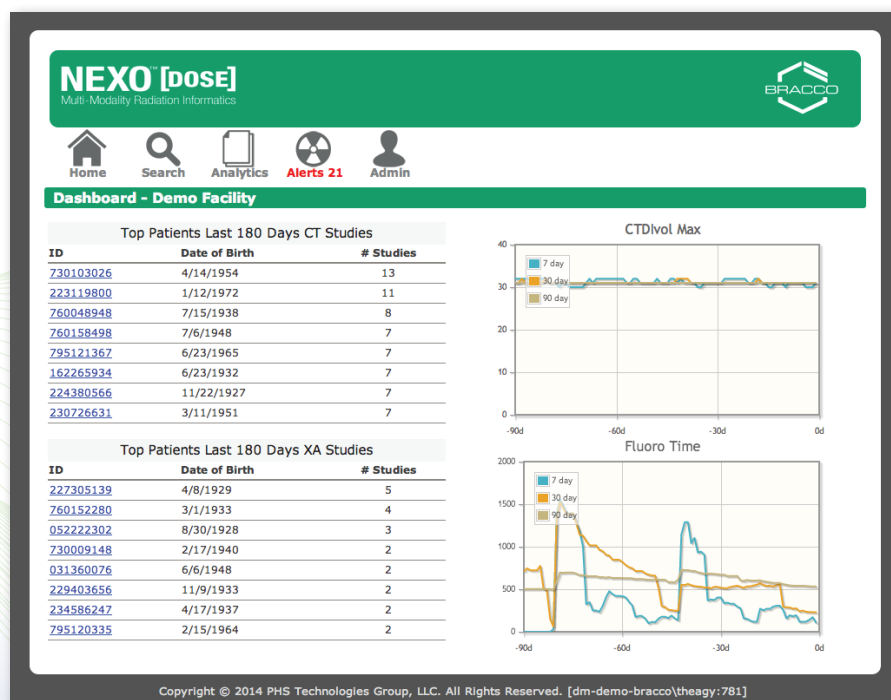 NEXO™ [DOSE]
Multi-Modality Radiation Informatics
BRACCO
Home Search Analytics Alerts 21 Admin
Dashboard - Demo Facility
Top Patients Last 180 Days CT Studies
ID Date of Birth # Studies
730103026 4/14/1954 13
223119800 1/12/1972 11
760048948 7/15/1938 8
760158498 7/6/1948 7
795121367 6/23/1965 7
162265934 6/23/1932 7
224380566 11/22/1927 7
230726631 3/11/1951 7
Top Patients Last 180 Days XA Studies
ID Date of Birth # Studies
227305139 4/8/1929 5
760152280 3/1/1933 4
052222302 8/30/1928 3
730009148 2/17/1940 2
031360076 6/6/1948 2
229403656 11/9/1933 2
234586247 4/17/1937 2
795120335 2/15/1964 2
CTDIvol Max
40
30
20
10
0
7 day
30 day
90 day
-90d -60d -30d 0d
Fluoro Time
2000
1500
1000
500
0
7 day
30 day
90 day
-90d -60d -30d 0d
Copyright © 2014 PHS Technologies Group, LLC. All Rights Reserved. [dm-demo-bracco\theagy:781]